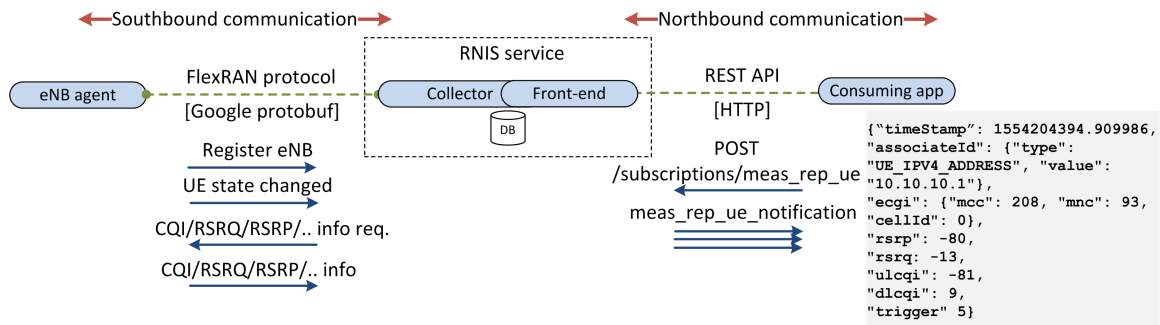 Southbound communication
Northbound communication
RNIS service
FlexRAN protocol
REST API
eNB agent
Collector
Front-end
Consuming app
[Google protobuf]
[HTTP]
DB
Register eNB
UE state changed
CQI/RSRQ/RSRP/.. info req.
CQI/RSRQ/RSRP/.. info
POST
/subscriptions/meas_rep_ue
meas_rep_ue_notification
{“timeStamp”: 1554204394.909986,
"associateId": {"type":
"UE_IPV4_ADDRESS", "value":
"10.10.10.1"},
"ecgi": {"mcc": 208, "mnc": 93,
"cellId": 0},
"rsrp": -80,
"rsrq: -13,
"ulcqi": -81,
"dlcqi": 9,
"trigger" 5}